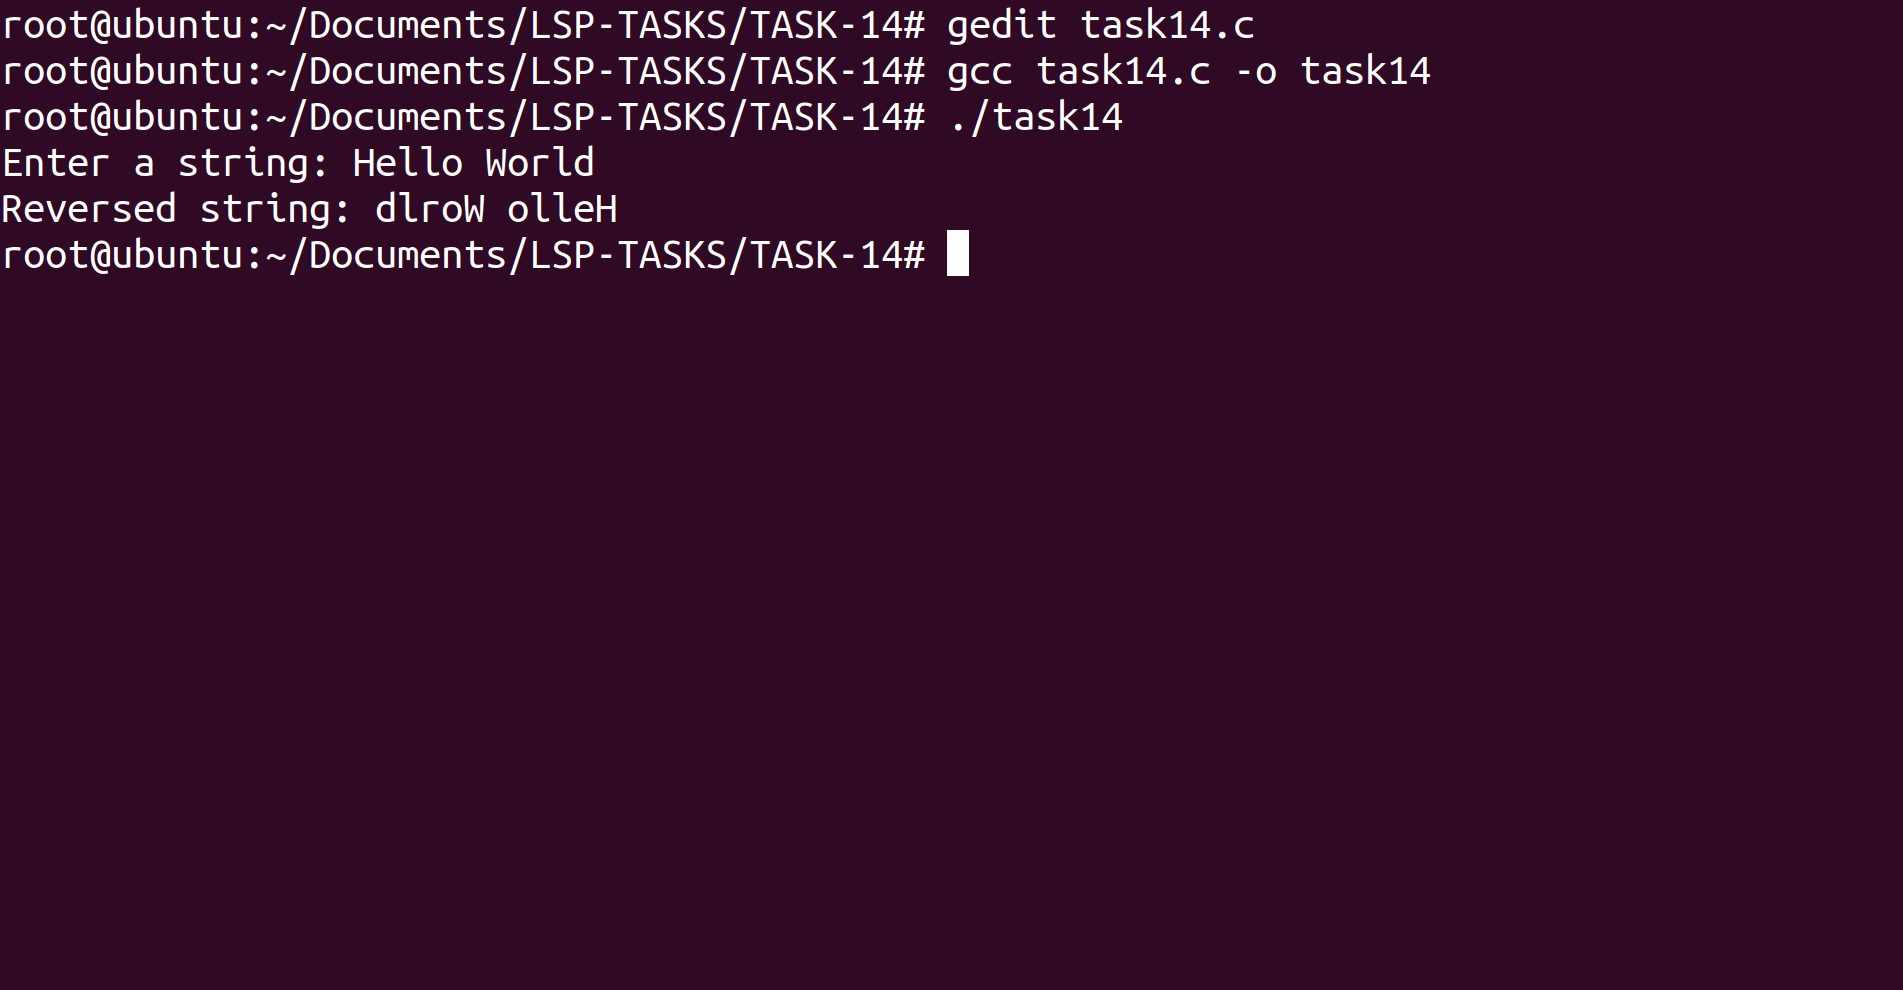 root@ubuntu:~/Documents/LSP-TASKS/TASK-14# gedit task14.c
root@ubuntu:~/Documents/LSP-TASKS/TASK-14# gcc task14.c -o task14
root@ubuntu:~/Documents/LSP-TASKS/TASK-14# ./task14
Enter a string: Hello World
Reversed string: dlroW olleH
root@ubuntu:~/Documents/LSP-TASKS/TASK-14#